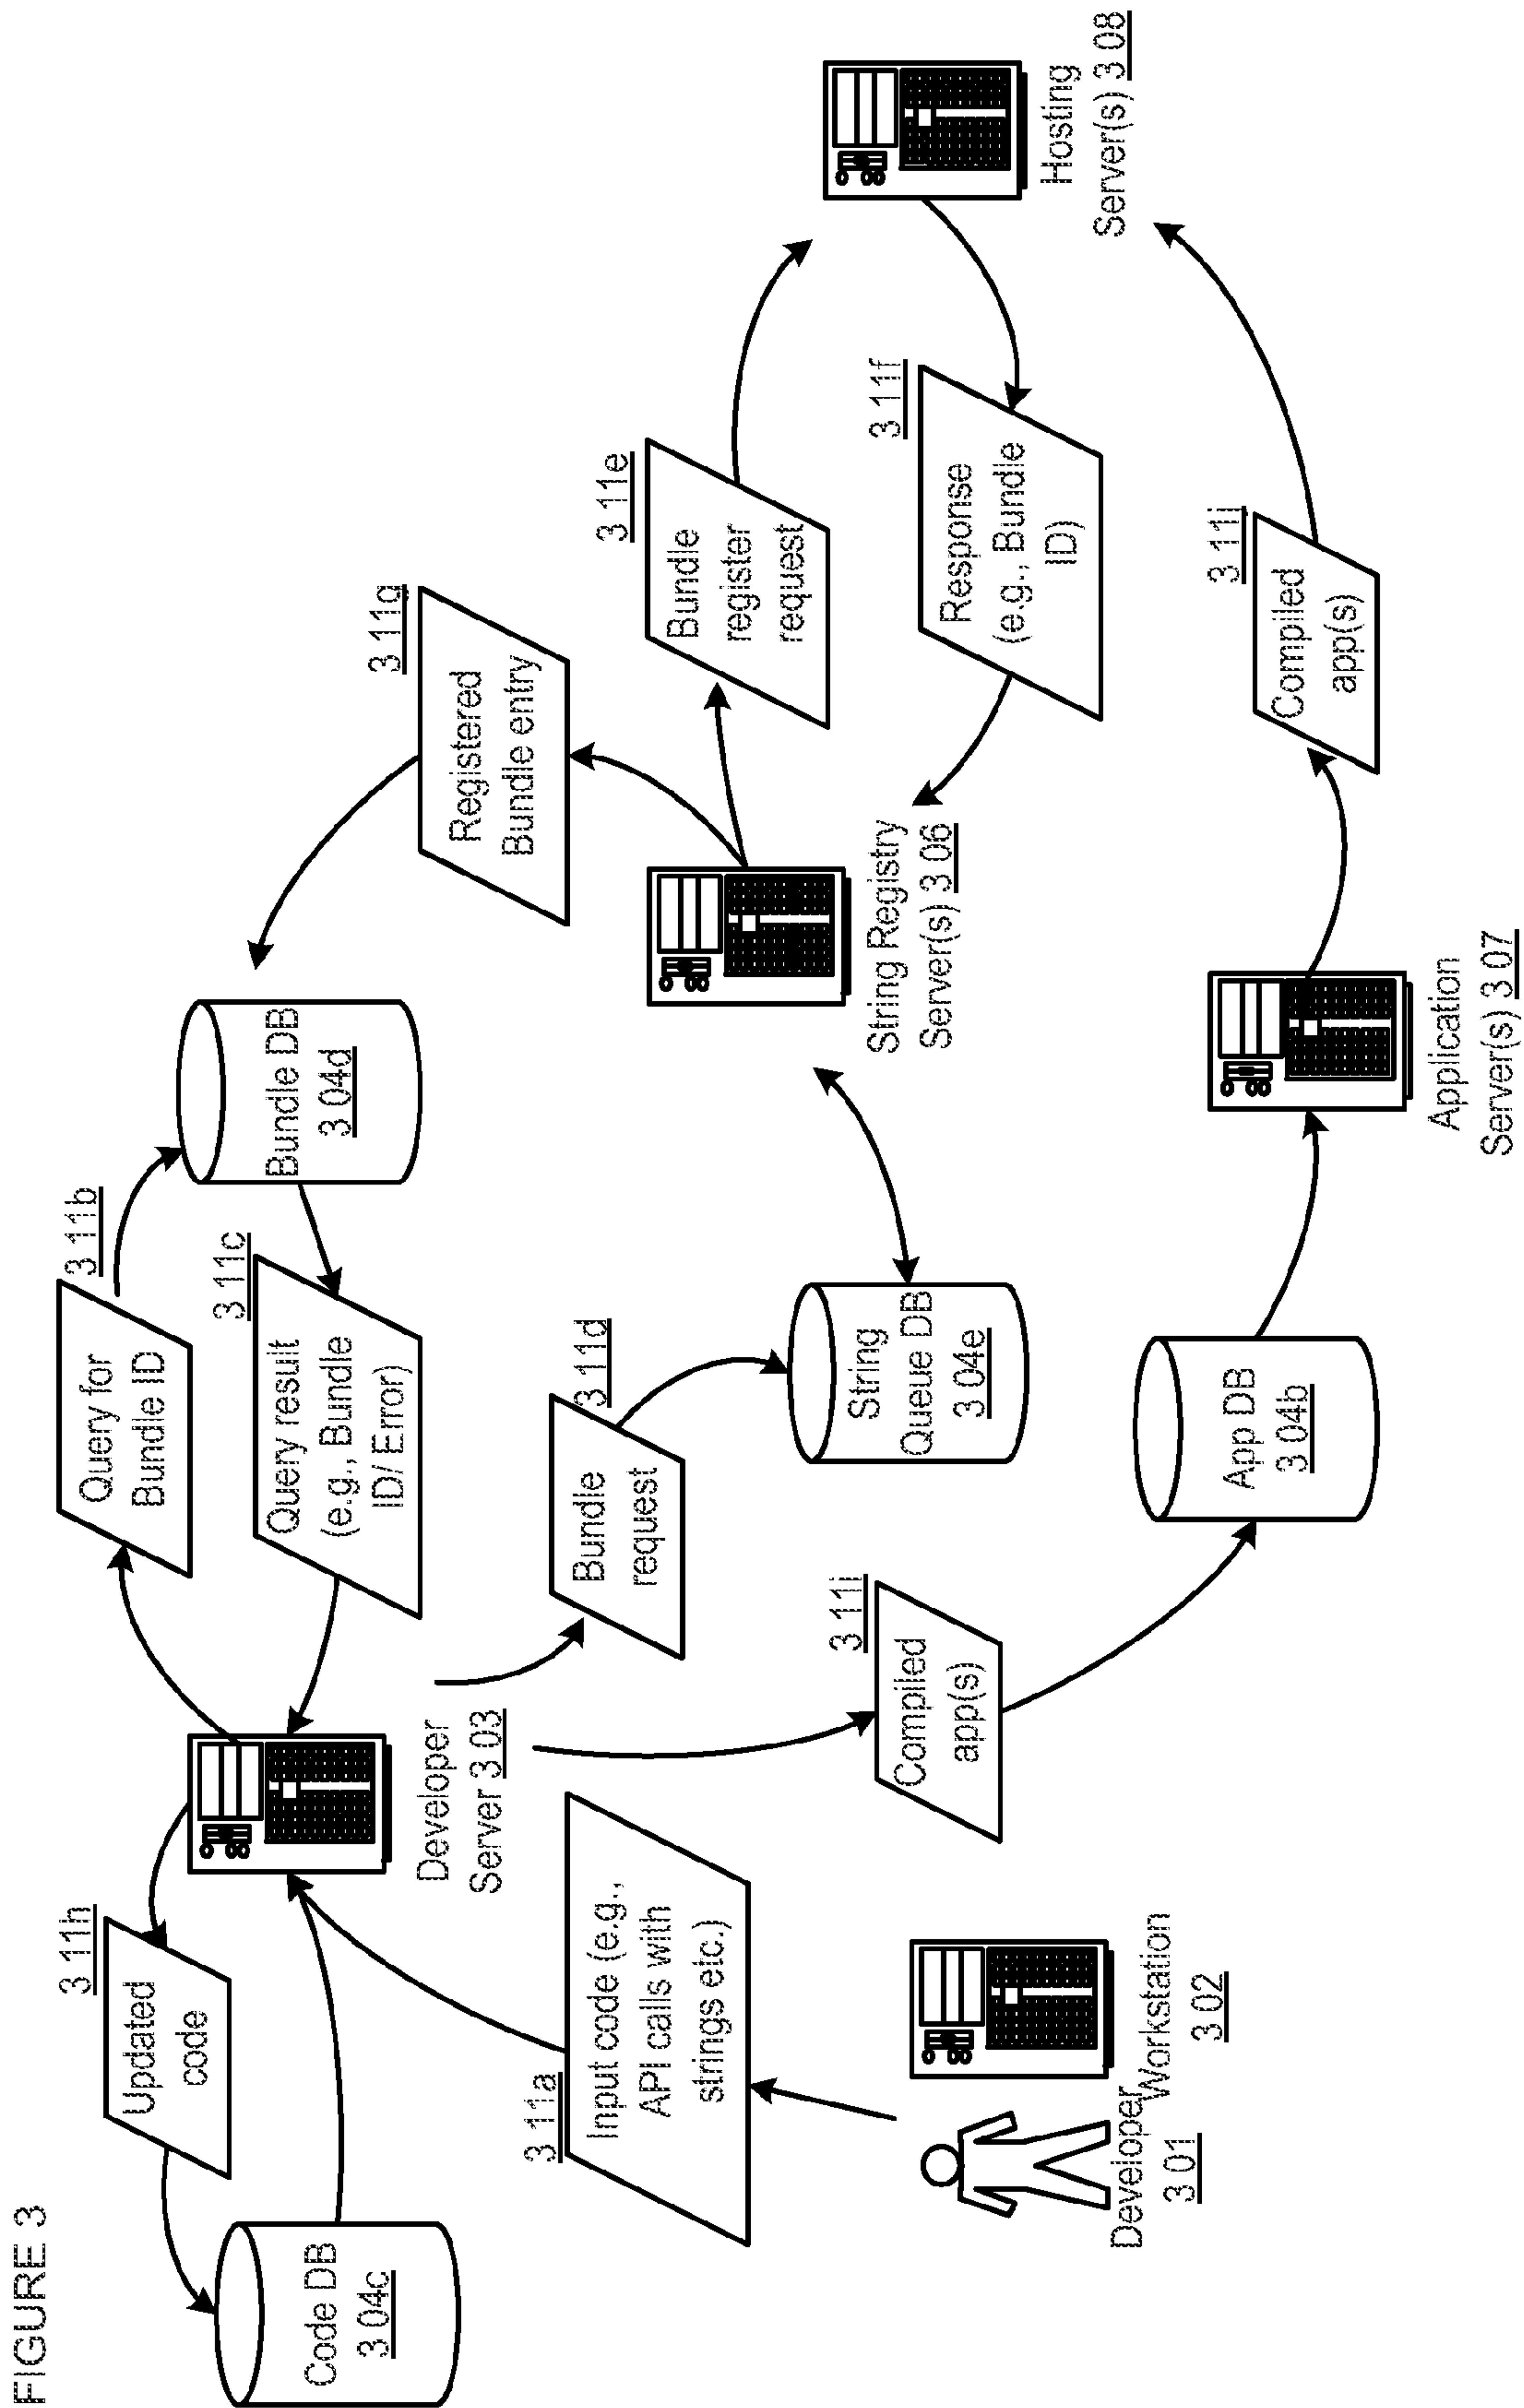 FIGURE 3
Code DB
3 04c
Updated
code
3 11h
Developer
Server 3 03
Query for
Bundle ID
3 11b
Query result
(e.g., Bundle
ID/ Error)
3 11c
Bundle DB
3 04d
Registered
Bundle entry
3 11g
Input code (e.g.,
API calls with
strings etc.)
3 11a
Developer
3 01
Workstation
3 02
Bundle
request
3 11d
String
Queue DB
3 04e
String Registry
Server(s) 3 06
Bundle
register
request
3 11e
Response
(e.g., Bundle
ID)
3 11f
Hosting
Server(s) 3 08
Compiled
app(s)
3 11i
App DB
3 04b
Application
Server(s) 3 07
Compiled
app(s)
3 11j